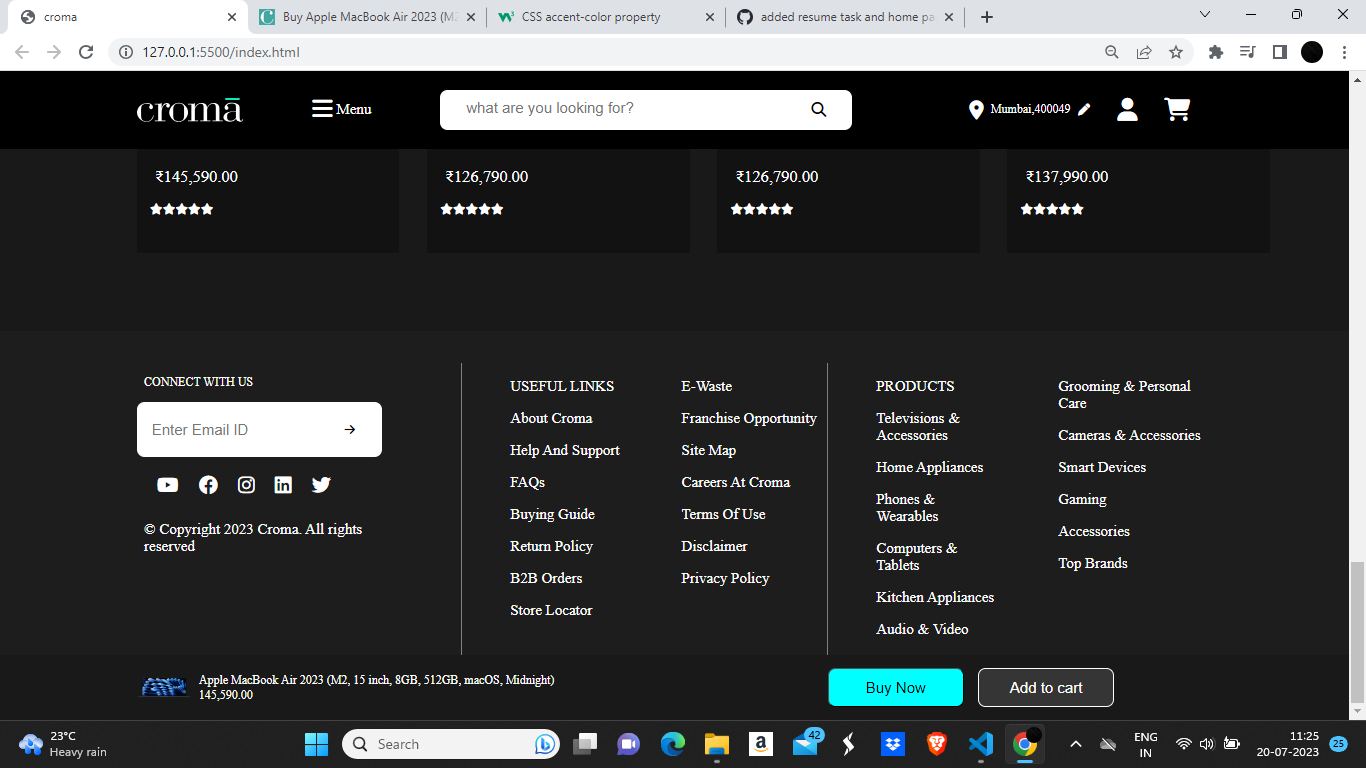 croma
Buy Apple MacBook Air 2023 (M2
CSS accent-color property
added resume task and home pa
127.0.0.1:5500/index.html
cromā
Menu
what are you looking for?
Mumbai,400049
₹145,590.00
₹126,790.00
₹126,790.00
₹137,990.00
CONNECT WITH US
Enter Email ID
© Copyright 2023 Croma. All rights
reserved
USEFUL LINKS
About Croma
Help And Support
FAQs
Buying Guide
Return Policy
B2B Orders
Store Locator
E-Waste
Franchise Opportunity
Site Map
Careers At Croma
Terms Of Use
Disclaimer
Privacy Policy
PRODUCTS
Televisions &
Accessories
Home Appliances
Phones &
Wearables
Computers &
Tablets
Kitchen Appliances
Audio & Video
Grooming & Personal
Care
Cameras & Accessories
Smart Devices
Gaming
Accessories
Top Brands
Apple MacBook Air 2023 (M2, 15 inch, 8GB, 512GB, macOS, Midnight)
145,590.00
Buy Now
Add to cart
23°C
Heavy rain
Search
42
ENG
IN
11:25
20-07-2023
25